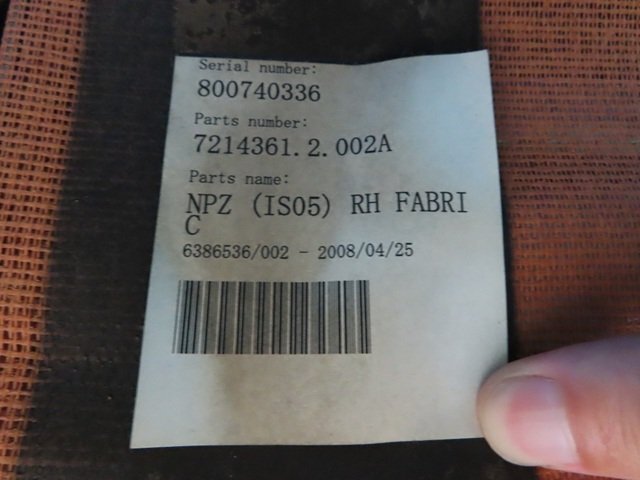 Serial number:
800740336
Parts number:
7214361.2.002A
Parts name:
NPZ (IS05) RH FABRI
C
6386536/002 - 2008/04/25